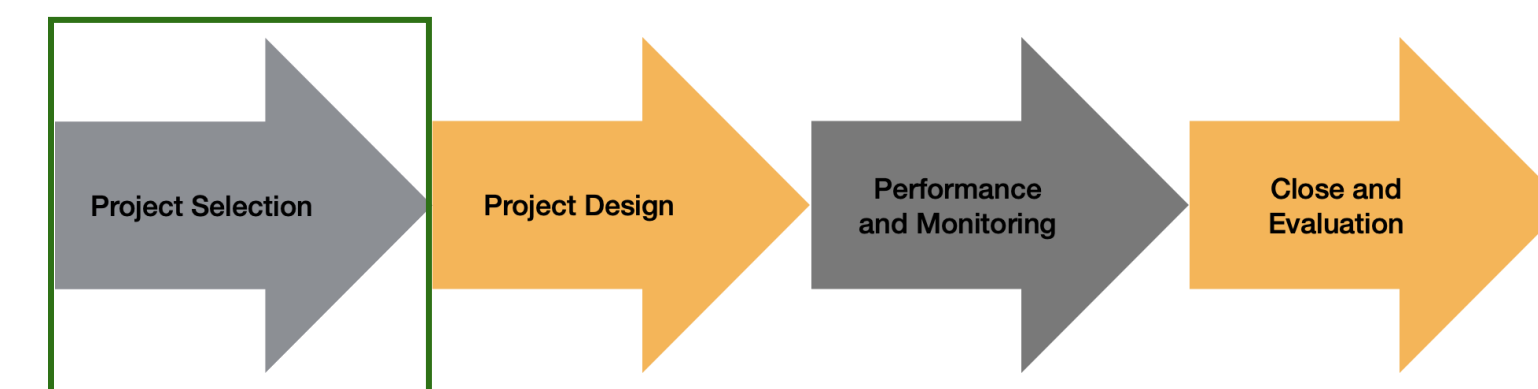 Project Selection
Project Design
Performance
and Monitoring
Close and
Evaluation